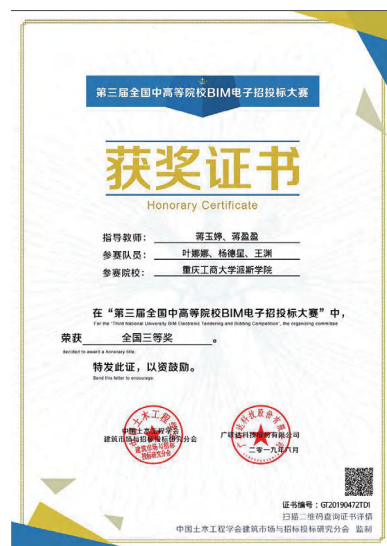 第三届全国中高等院校BIM电子招投标大赛
获奖证书
Honorary Certificate
指导教师： 蒋玉婷、蒋盈盈
参赛队员： 叶娜娜、杨德星、王渊
参赛院校： 重庆工商大学派斯学院
在“第三届全国中高等院校BIM电子招投标大赛”中，
For the "Third National University BIM Electronic Tendering and Bidding Competition", the organizing committee
荣获 全国三等奖 。
decided to award a honorary title.
特发此证，以资鼓励。
Send this letter to encourage.
中国土木工程学会
建筑市场与招标投标研究分会
广联达科技股份有限公司
二零一九年六月
证书编号：GT20190472TD1
扫描二维码查询证书详情
中国土木工程学会建筑市场与招标投标研究分会 监制